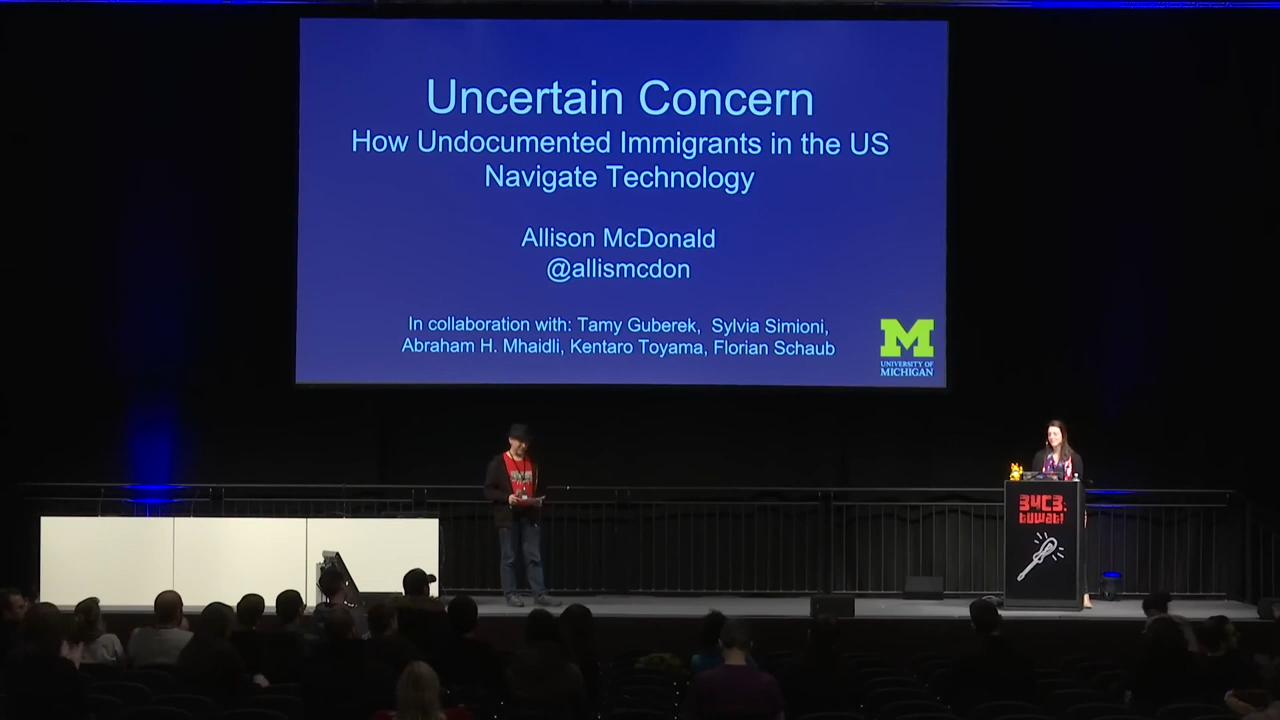 Uncertain Concern
How Undocumented Immigrants in the US
Navigate Technology
Allison McDonald
@allismcdon
In collaboration with: Tamy Guberek, Sylvia Simioni,
Abraham H. Mhaidli, Kentaro Toyama, Florian Schaub
M
UNIVERSITY OF
MICHIGAN
34C3:
tuwat!